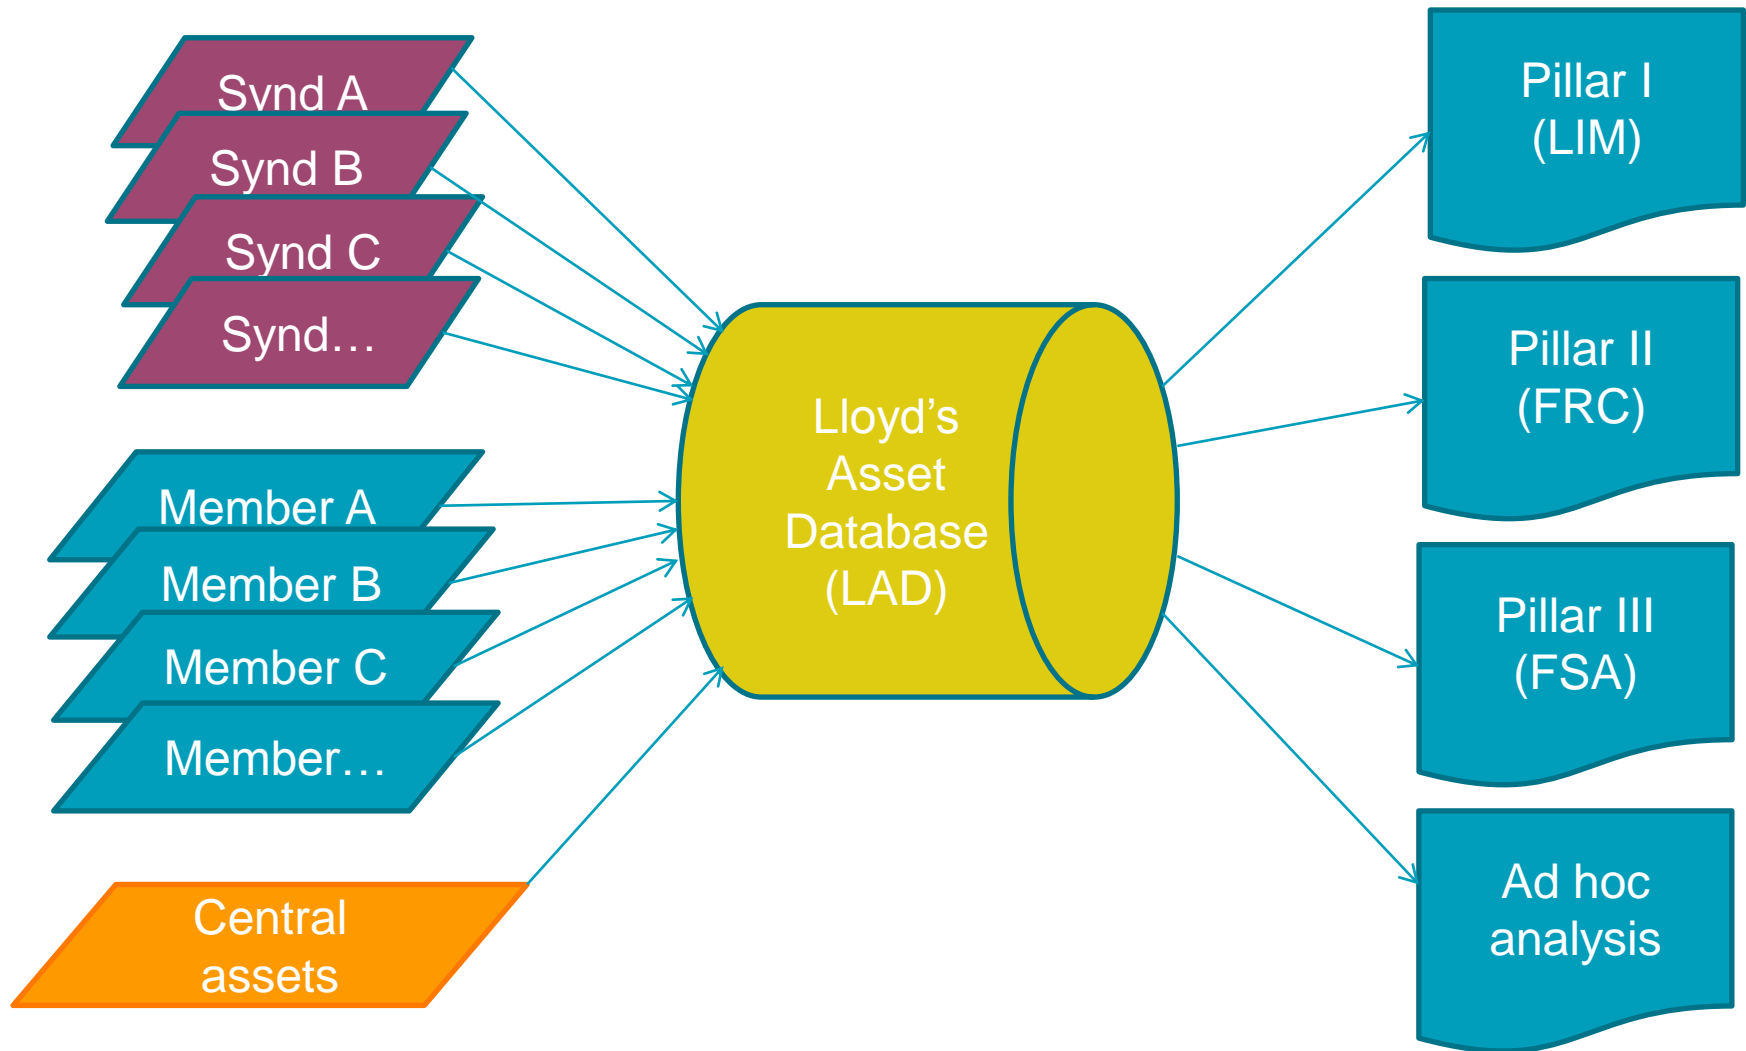 Synd A
Synd B
Synd C
Synd…
Member A
Member B
Member C
Member…
Central
assets
Lloyd’s
Asset
Database
(LAD)
Pillar I
(LIM)
Pillar II
(FRC)
Pillar III
(FSA)
Ad hoc
analysis